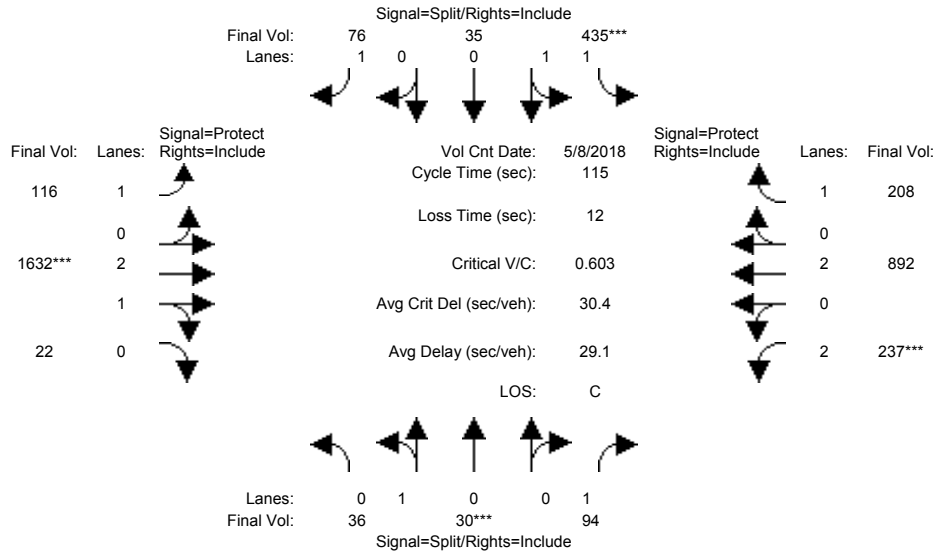 Signal=Split/Rights=Include
Final Vol: 76 35 435***
Lanes: 1 0 0 1 1
Signal=Protect Signal=Protect
Final Vol: Lanes: Rights=Include Vol Cnt Date: 5/8/2018 Rights=Include Lanes: Final Vol:
Cycle Time (sec): 115
116 1 1 208
Loss Time (sec): 12
0 0
1632*** 2 Critical V/C: 0.603 2 892
1 Avg Crit Del (sec/veh): 30.4 0
22 0 Avg Delay (sec/veh): 29.1 2 237***
LOS: C
Lanes: 0 1 0 0 1
Final Vol: 36 30*** 94
Signal=Split/Rights=Include